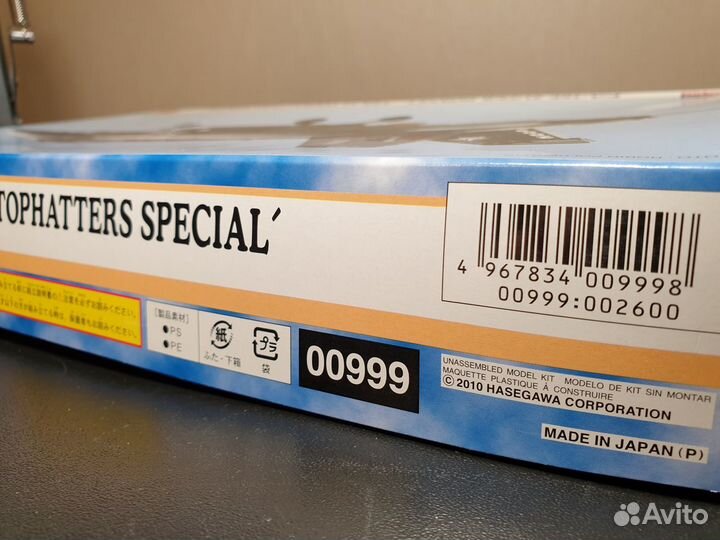 TOPHATTERS SPECIAL´
4 967834 009998
00999:002600
[製品素材]
●PS
●PE
紙
ふた・下箱
プラ
袋
00999
UNASSEMBLED MODEL KIT MODELO DE KIT SIN MONTAR
MAQUETTE PLASTIQUE À CONSTRUIRE
© 2010 HASEGAWA CORPORATION
MADE IN JAPAN (P)
Avito